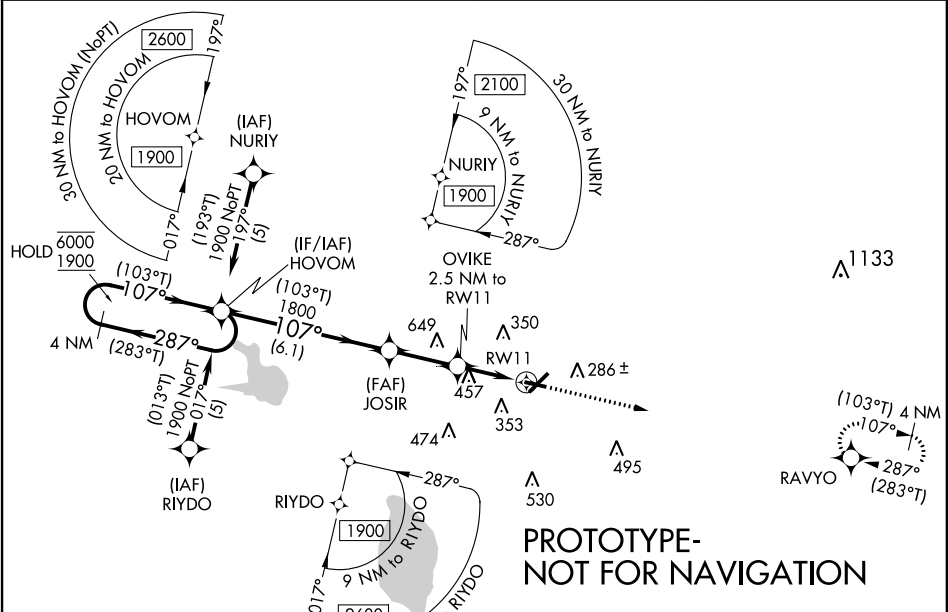 2600
197°
30 NM to HOVOM (NoPT)
20 NM to HOVOM
HOVOM
1900
017°
(IAF)
NURIY
(193°T)
1900 NoPT
197°
(5)
2100
197°
30 NM to NURIY
9 NM to NURIY
NURIY
1900
287°
HOLD
6000
1900
(103°T)
107°
(IF/IAF)
HOVOM
(103°T)
1800
107°
(6.1)
OVIKE
2.5 NM to
RW11
1133
4 NM
287°
(283°T)
649
350
RW11
(FAF)
JOSIR
457
286 ±
353
(013°T)
1900 NoPT
017°
(5)
474
495
(103°T)
107°
4 NM
RAVYO
287°
(283°T)
(IAF)
RIYDO
530
RIYDO
287°
1900
9 NM to RIYDO
017°
2600
RIYDO
PROTOTYPE-
NOT FOR NAVIGATION